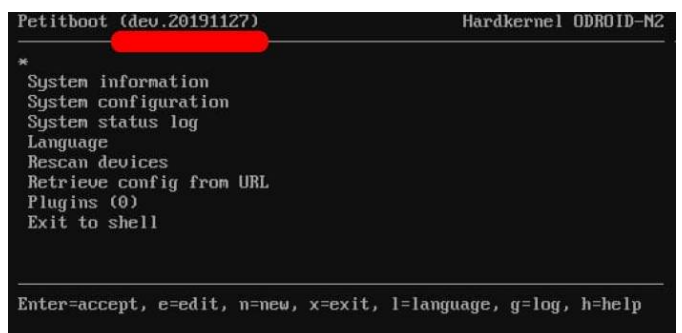 Petitboot (dev.20191127) Hardkernel ODROID-N2
*
System information
System configuration
System status log
Language
Rescan devices
Retrieve config from URL
Plugins (0)
Exit to shell
Enter=accept, e=edit, n=new, x=exit, l=language, g=log, h=help